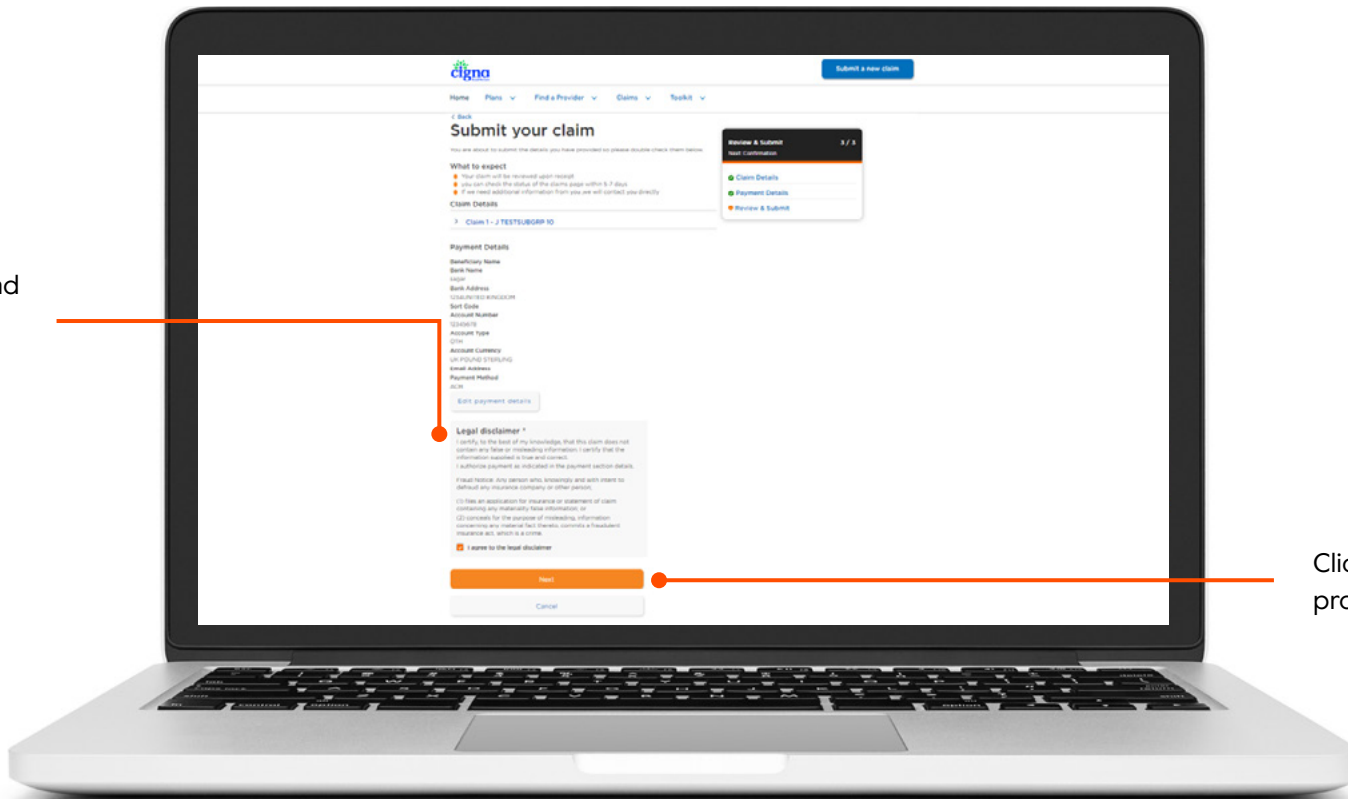 cigna
Submit a new claim
Home Plans Find a Provider Claims Toolkit
< Back
Submit your claim
You are about to submit the details you have provided so please double check them below.
What to expect
Your claim will be reviewed upon receipt
you can check the status of the claims page within 5-7 days
If we need additional information from you we will contact you directly
Claim Details
> Claim 1 - J TESTSUBGRP 10
Payment Details
Beneficiary Name
Bank Name
Bank Address
Sort Code
Account Number
12345678
Account Type
OTH
Account Currency
UK POUND STERLING
Email Address
Payment Method
ACH
Edit payment details
Legal disclaimer *
I certify, to the best of my knowledge, that this claim does not
contain any false or misleading information. I certify that the
information supplied is true and correct.
I authorize payment as indicated in the payment section details.
Fraud Notice: Any person who, knowingly and with intent to
defraud any insurance company or other person;
(1) files an application for insurance or statement of claim
containing any materially false information; or
(2) conceals for the purpose of misleading, information
concerning any material fact thereto, commits a fraudulent
insurance act, which is a crime.
I agree to the legal disclaimer
Next
Cancel
Review & Submit 3 / 3
Next: Confirmation
Claim Details
Payment Details
Review & Submit
nd
Clic
pro